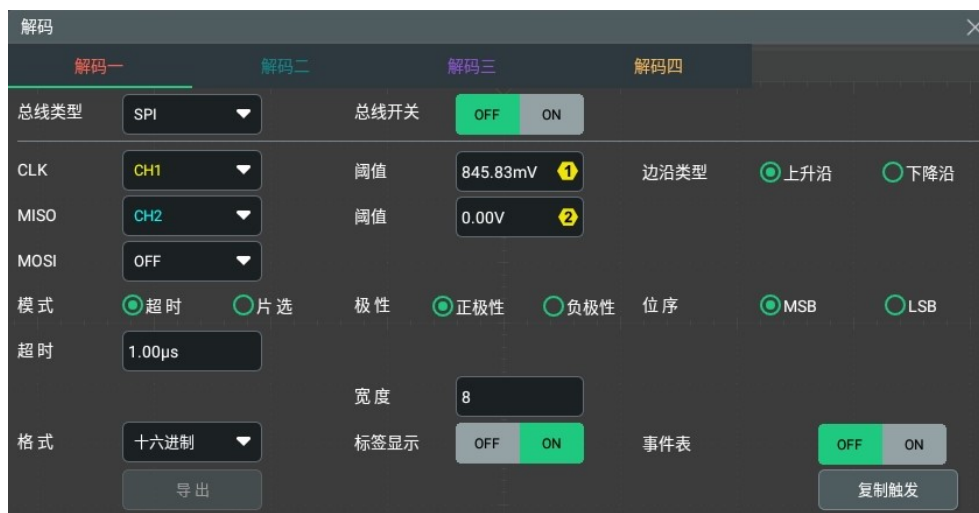 解码
解码一 解码二 解码三 解码四
总线类型 SPI 总线开关 OFF ON
CLK CH1 阈值 845.83mV 1 边沿类型 上升沿 下降沿
MISO CH2 阈值 0.00V 2
MOSI OFF
模式 超时 片选 极性 正极性 负极性 位序 MSB LSB
超时 1.00μs
宽度 8
格式 十六进制 标签显示 OFF ON 事件表 OFF ON
导出 复制触发